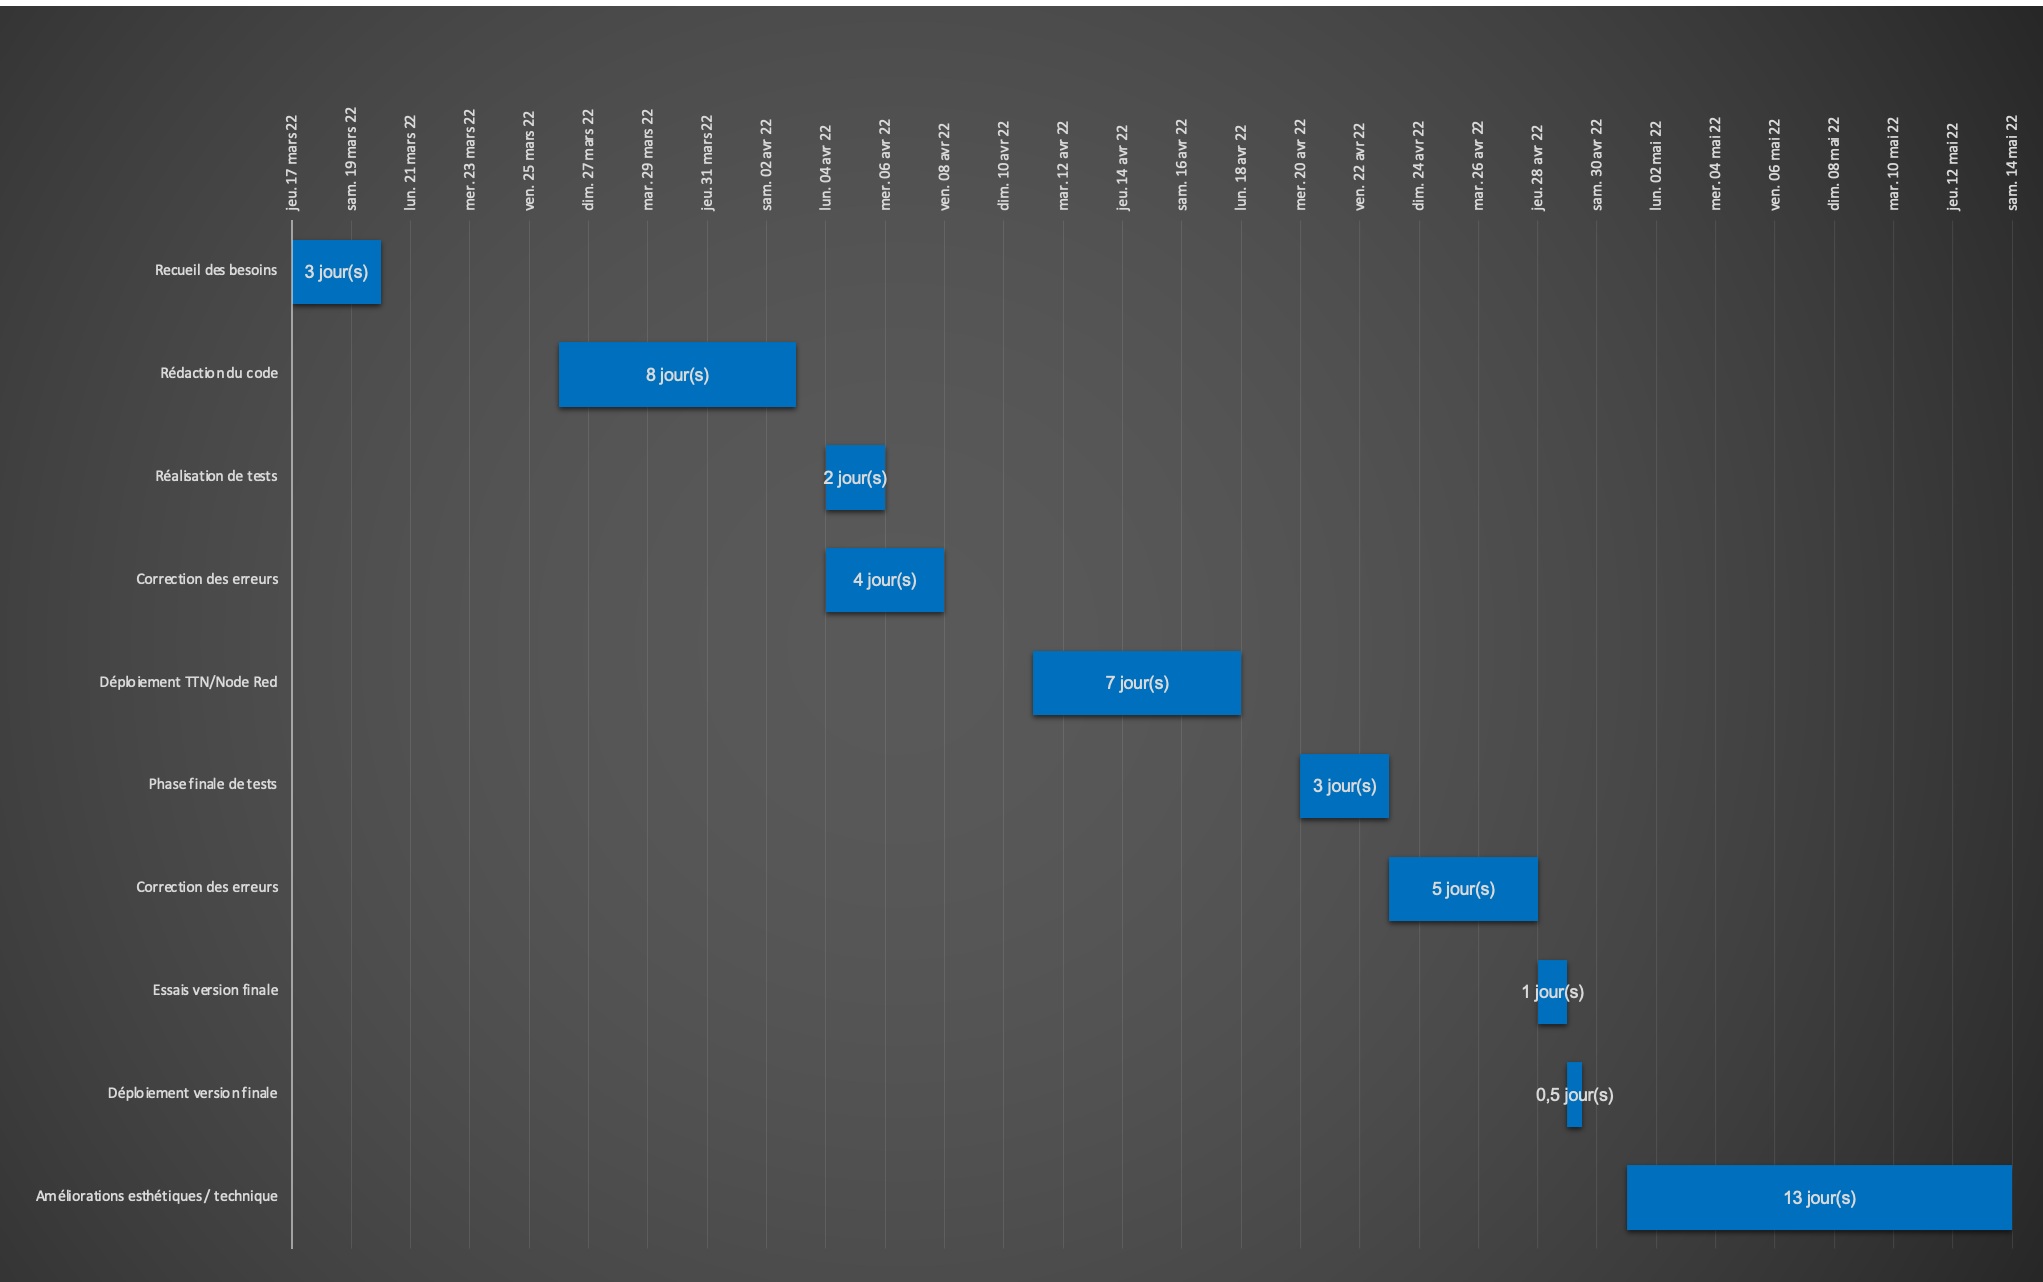 jeu. 17 mars 22
sam. 19 mars 22
lun. 21 mars 22
mer. 23 mars 22
ven. 25 mars 22
dim. 27 mars 22
mar. 29 mars 22
jeu. 31 mars 22
sam. 02 avr 22
lun. 04 avr 22
mer. 06 avr 22
ven. 08 avr 22
dim. 10 avr 22
mar. 12 avr 22
jeu. 14 avr 22
sam. 16 avr 22
lun. 18 avr 22
mer. 20 avr 22
ven. 22 avr 22
dim. 24 avr 22
mar. 26 avr 22
jeu. 28 avr 22
sam. 30 avr 22
lun. 02 mai 22
mer. 04 mai 22
ven. 06 mai 22
dim. 08 mai 22
mar. 10 mai 22
jeu. 12 mai 22
sam. 14 mai 22
Recueil des besoins
3 jour(s)
Rédaction du code
8 jour(s)
Réalisation de tests
2 jour(s)
Correction des erreurs
4 jour(s)
Déploiement TTN/Node Red
7 jour(s)
Phase finale de tests
3 jour(s)
Correction des erreurs
5 jour(s)
Essais version finale
1 jour(s)
Déploiement version finale
0,5 jour(s)
Améliorations esthétiques / technique
13 jour(s)